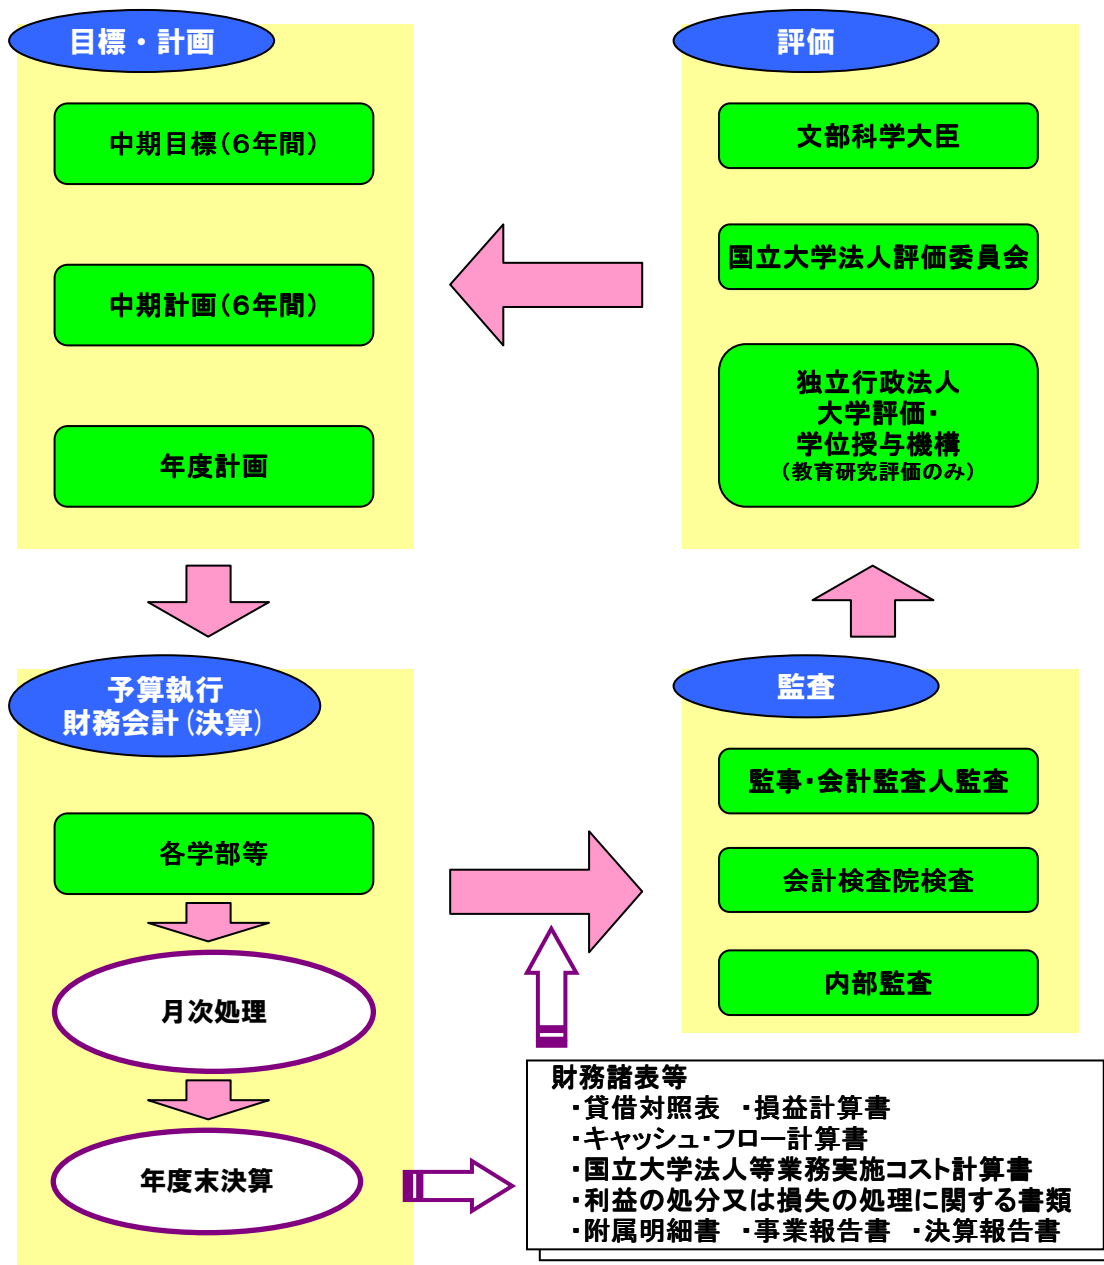 目標・計画
中期目標（６年間）
中期計画（６年間）
年度計画
評価
文部科学大臣
国立大学法人評価委員会
独立行政法人
大学評価・
学位授与機構
（教育研究評価のみ）
予算執行
財務会計（決算）
各学部等
月次処理
年度末決算
監査
監事・会計監査人監査
会計検査院検査
内部監査
財務諸表等
・貸借対照表　・損益計算書
・キャッシュ・フロー計算書
・国立大学法人等業務実施コスト計算書
・利益の処分又は損失の処理に関する書類
・附属明細書　・事業報告書　・決算報告書